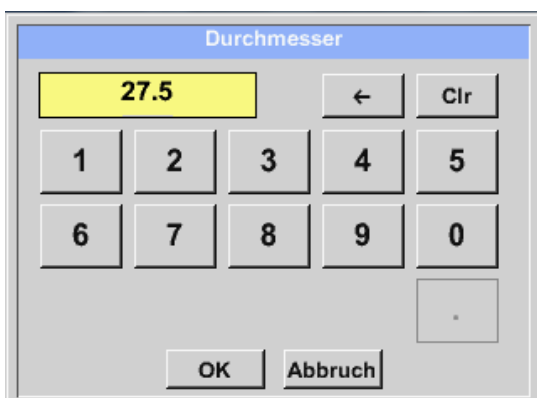 Durchmesser
27.5 ← Clr
1 2 3 4 5
6 7 8 9 0
.
OK Abbruch